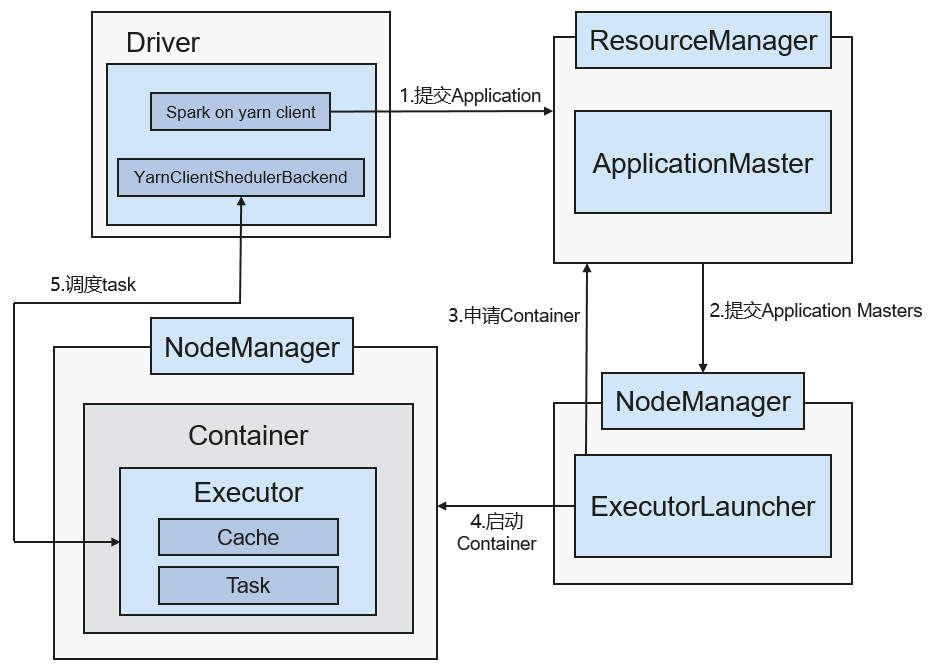 Driver
Spark on yarn client
YarnClientShedulerBackend
1.提交Application
ResourceManager
ApplicationMaster
5.调度task
3.申请Container
2.提交Application Masters
NodeManager
Container
Executor
Cache
Task
4.启动
Container
NodeManager
ExecutorLauncher